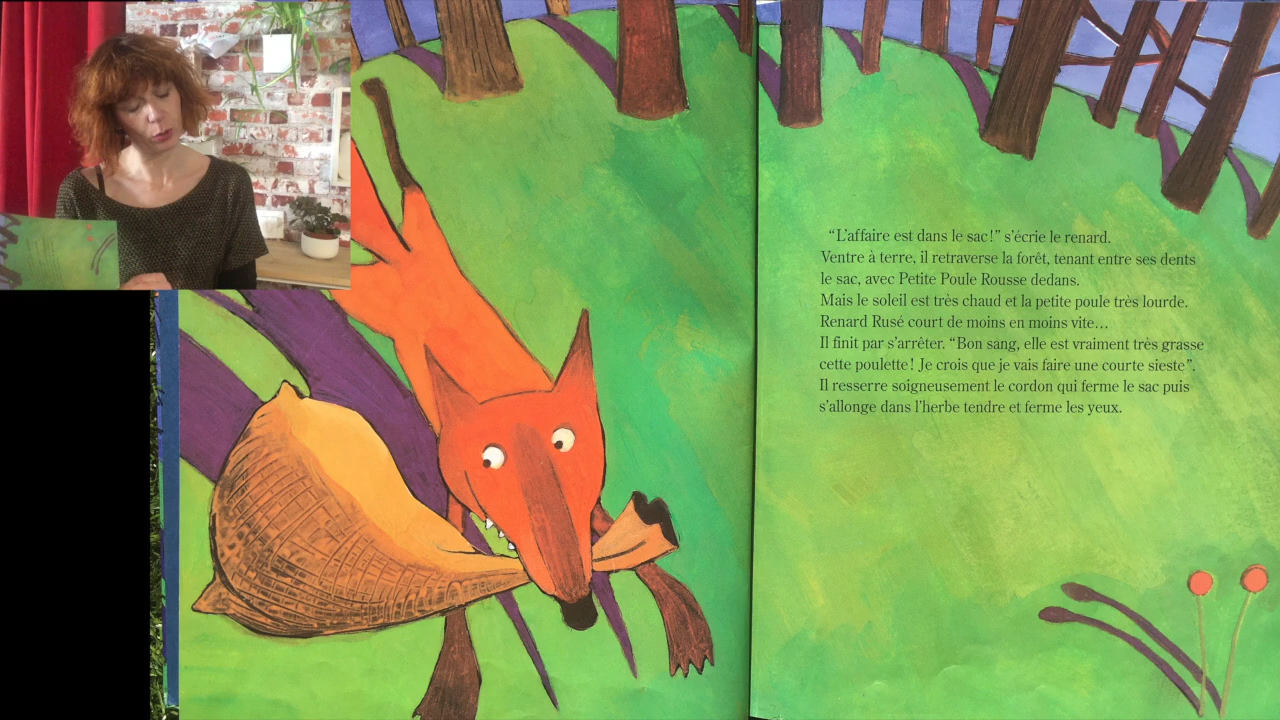 “L’affaire est dans le sac!” s’écrie le renard.
Ventre à terre, il retraverse la forêt, tenant entre ses dents
le sac, avec Petite Poule Rousse dedans.
Mais le soleil est très chaud et la petite poule très lourde.
Renard Rusé court de moins en moins vite…
Il finit par s’arrêter. “Bon sang, elle est vraiment très grasse
cette poulette! Je crois que je vais faire une courte sieste”.
Il resserre soigneusement le cordon qui ferme le sac puis
s’allonge dans l’herbe tendre et ferme les yeux.